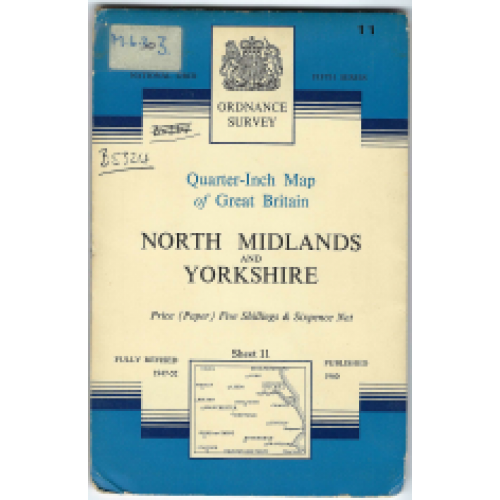 M.6.303.
11
NATIONAL GRID
FIFTH SERIES
ORDNANCE
SURVEY
B5324
Quarter-Inch Map
of Great Britain
NORTH MIDLANDS
AND
YORKSHIRE
Price (Paper) Five Shillings & Sixpence Net
Sheet 11
FULLY REVISED
1947-52
PUBLISHED
1960